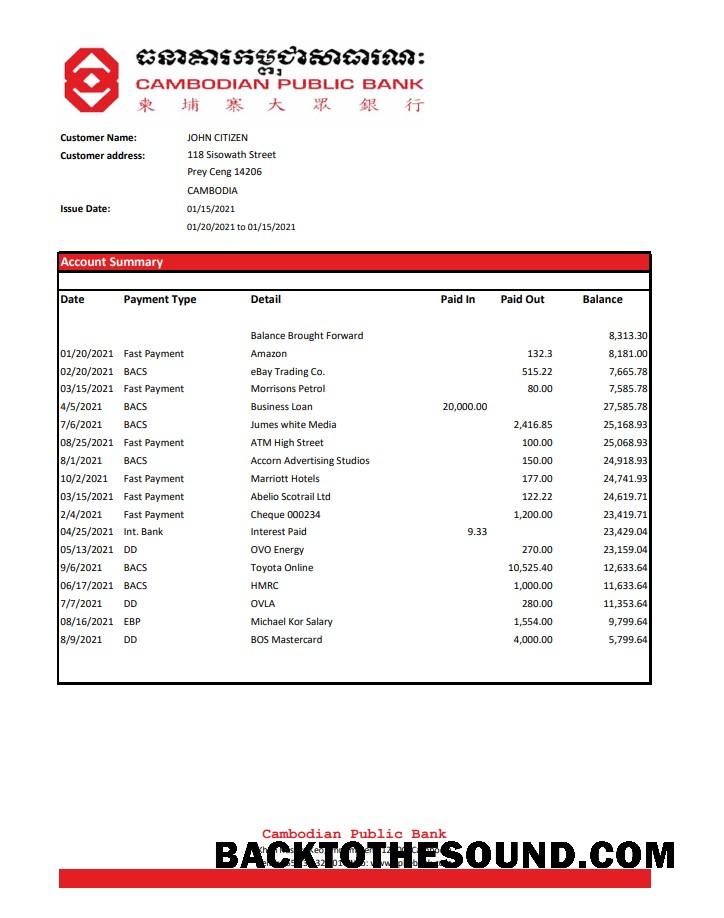 ធនាគារកម្ពុជាសាធារណៈ
CAMBODIAN PUBLIC BANK
柬 埔 寨 大 眾 銀 行
Customer Name: JOHN CITIZEN
Customer address: 118 Sisowath Street
Prey Ceng 14206
CAMBODIA
Issue Date: 01/15/2021
01/20/2021 to 01/15/2021
Account Summary
Date Payment Type Detail Paid In Paid Out Balance
Balance Brought Forward 8,313.30
01/20/2021 Fast Payment Amazon 132.3 8,181.00
02/20/2021 BACS eBay Trading Co. 515.22 7,665.78
03/15/2021 Fast Payment Morrisons Petrol 80.00 7,585.78
4/5/2021 BACS Business Loan 20,000.00 27,585.78
7/6/2021 BACS Jumes white Media 2,416.85 25,168.93
08/25/2021 Fast Payment ATM High Street 100.00 25,068.93
8/1/2021 BACS Accorn Advertising Studios 150.00 24,918.93
10/2/2021 Fast Payment Marriott Hotels 177.00 24,741.93
03/15/2021 Fast Payment Abelio Scotrail Ltd 122.22 24,619.71
2/4/2021 Fast Payment Cheque 000234 1,200.00 23,419.71
04/25/2021 Int. Bank Interest Paid 9.33 23,429.04
05/13/2021 DD OVO Energy 270.00 23,159.04
9/6/2021 BACS Toyota Online 10,525.40 12,633.64
06/17/2021 BACS HMRC 1,000.00 11,633.64
7/7/2021 DD OVLA 280.00 11,353.64
08/16/2021 EBP Michael Kor Salary 1,554.00 9,799.64
8/9/2021 DD BOS Mastercard 4,000.00 5,799.64
Cambodian Public Bank
BACKTOTHESOUND.COM